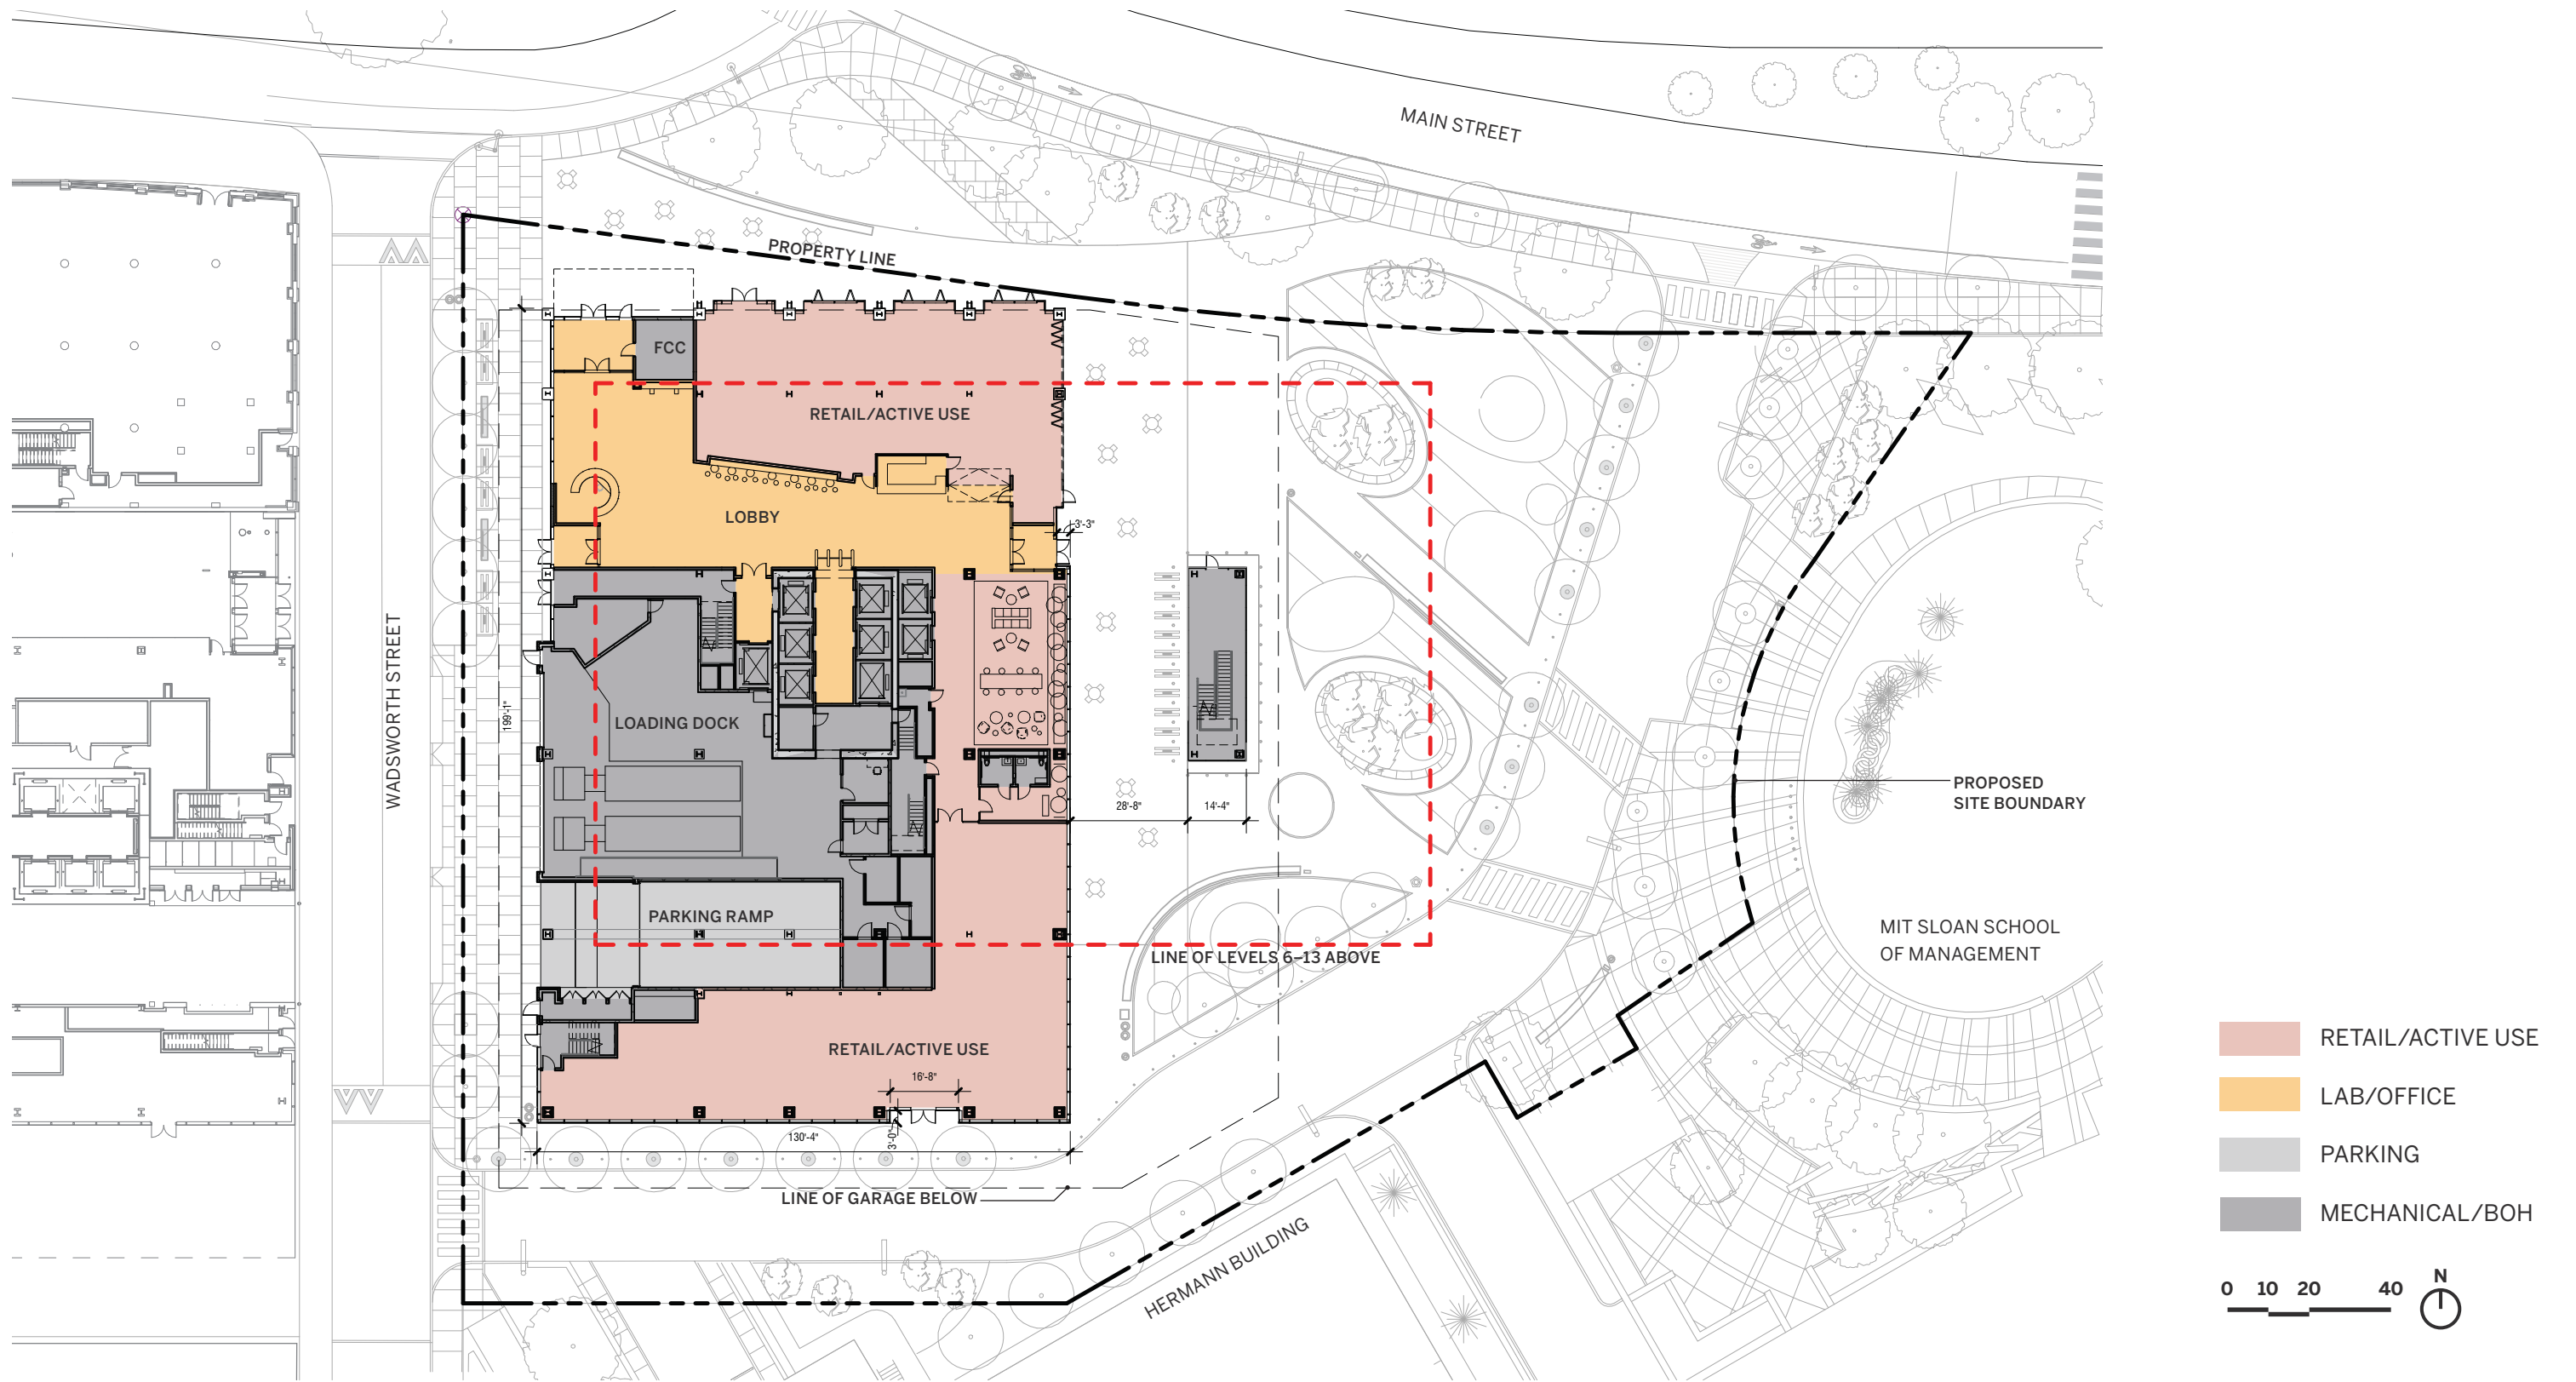 MAIN STREET
PROPERTY LINE
FCC
RETAIL/ACTIVE USE
LOBBY
3'-3"
WADSWORTH STREET
199'-1"
LOADING DOCK
28'-8"
14'-4"
PROPOSED
SITE BOUNDARY
PARKING RAMP
MIT SLOAN SCHOOL
OF MANAGEMENT
LINE OF LEVELS 6–13 ABOVE
RETAIL/ACTIVE USE
16'-8"
130'-4"
3'-0"
LINE OF GARAGE BELOW
HERMANN BUILDING
RETAIL/ACTIVE USE
LAB/OFFICE
PARKING
MECHANICAL/BOH
0 10 20 40
N